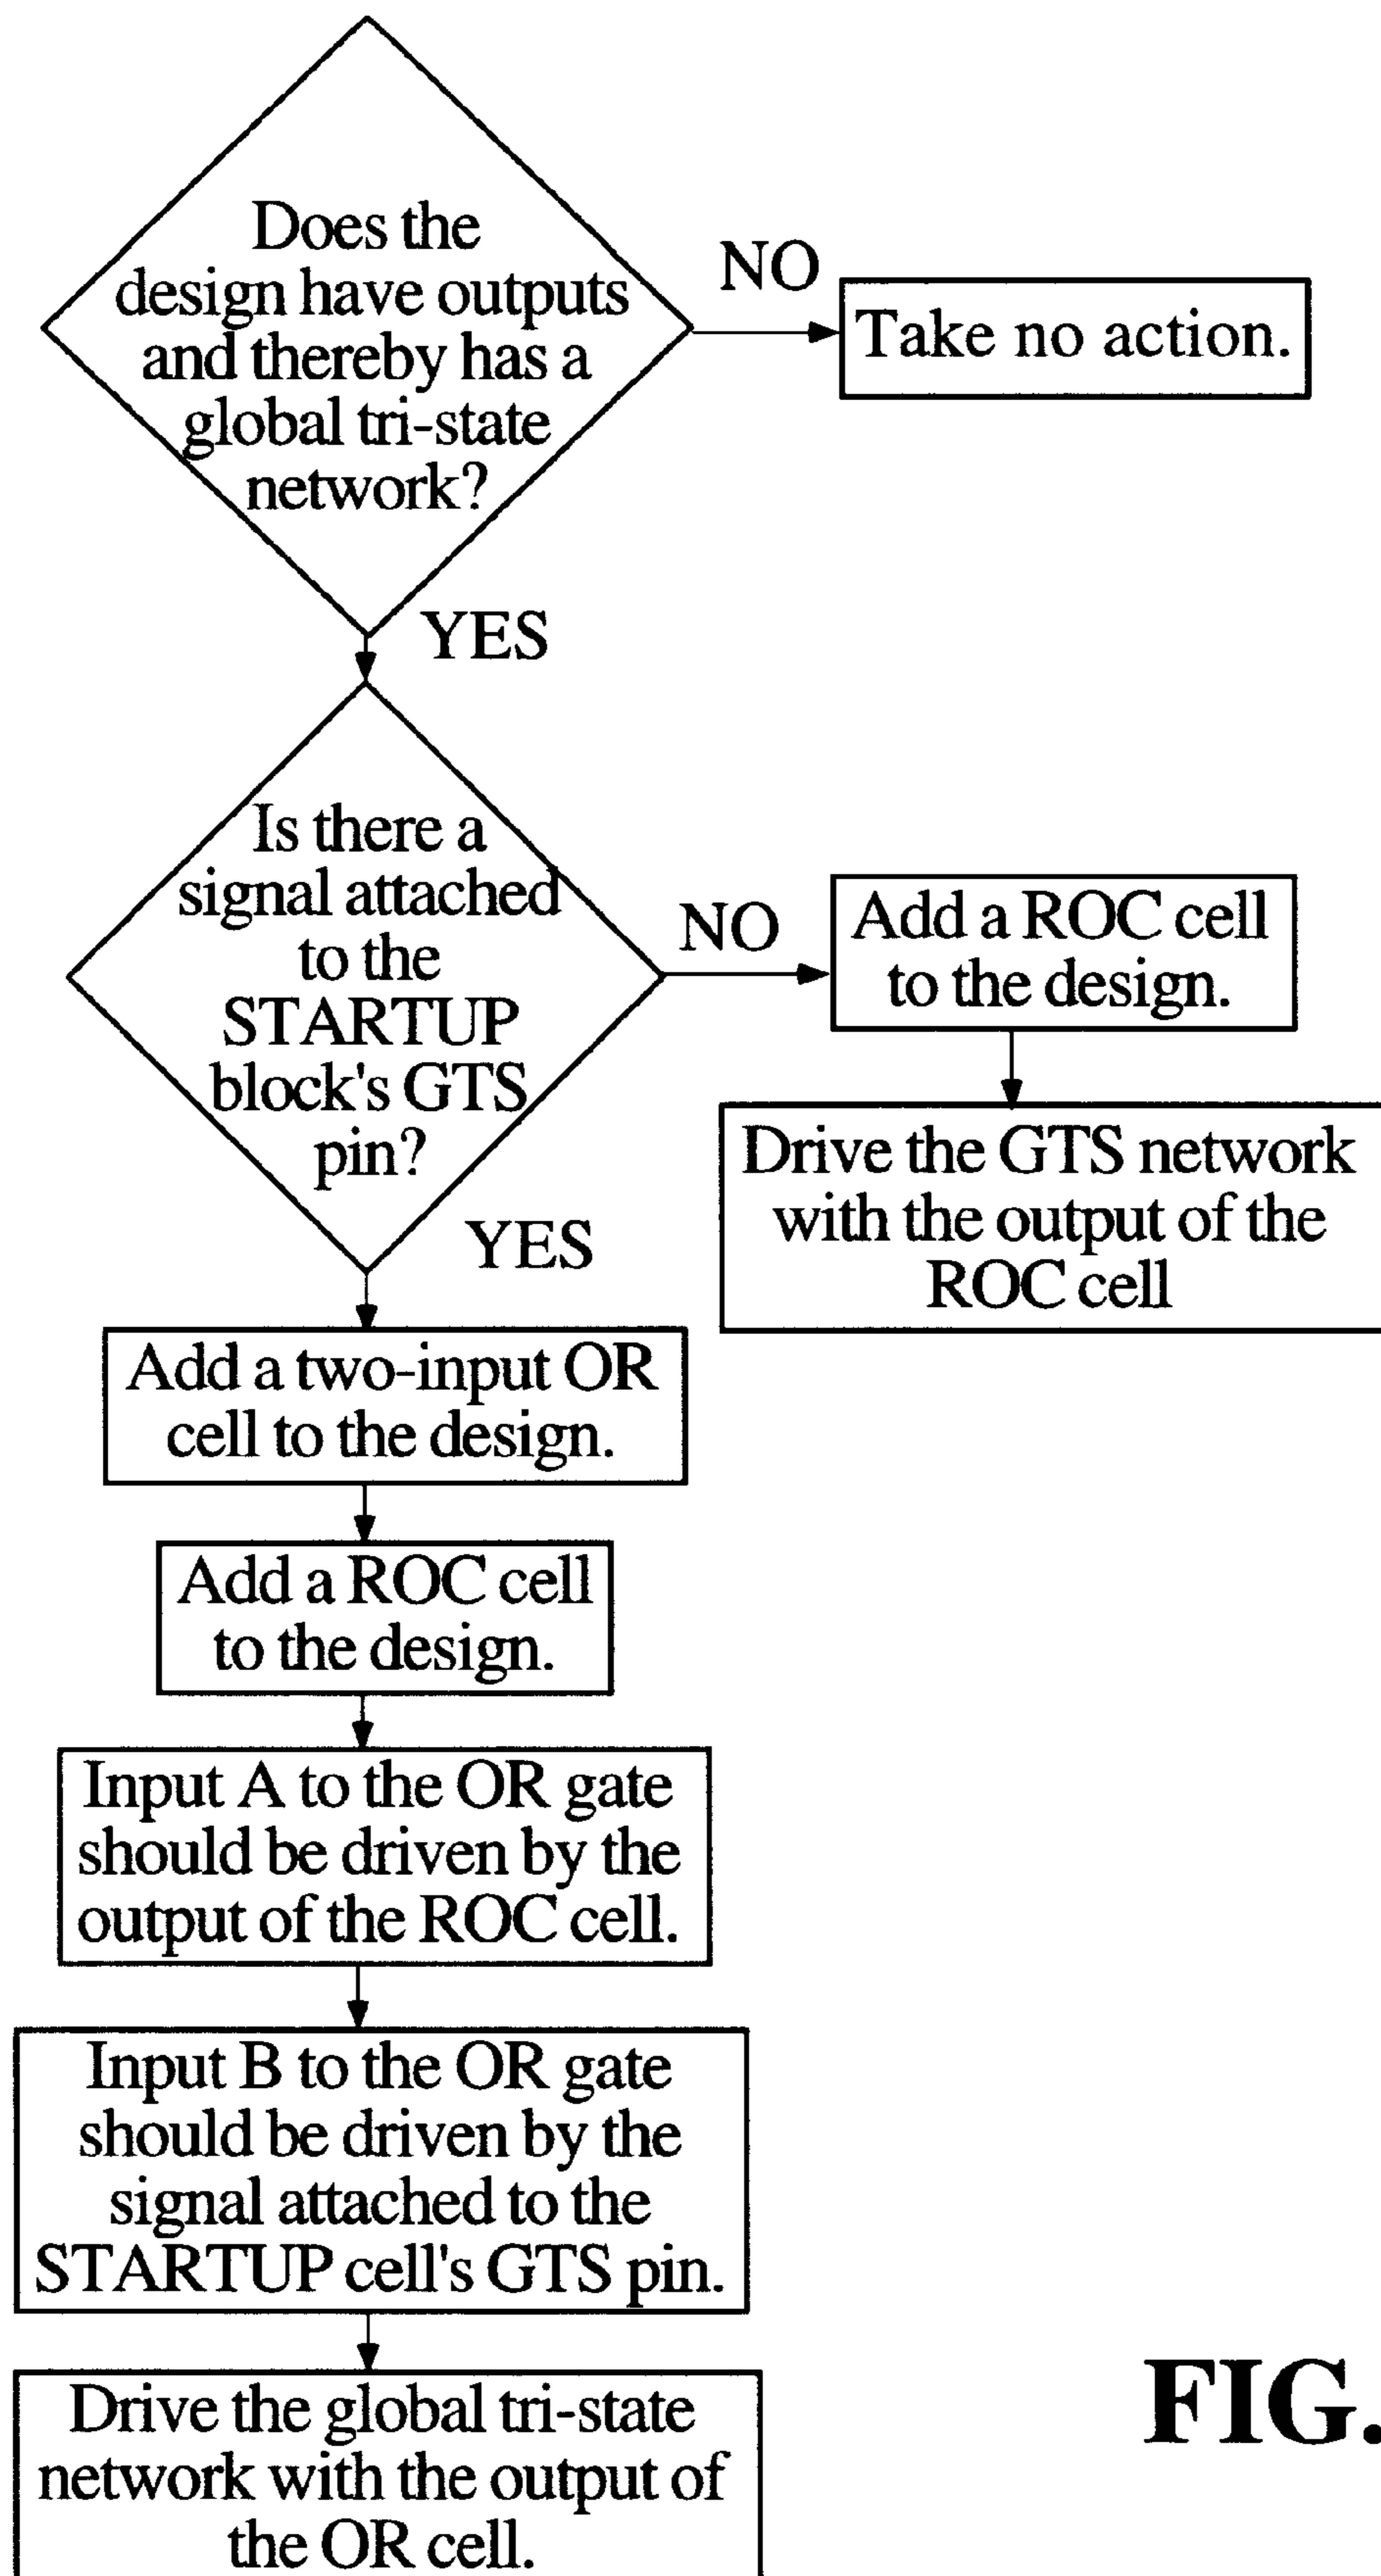 Does the
design have outputs
and thereby has a
global tri-state
network?
NO
Take no action.
YES
Is there a
signal attached
to the
STARTUP
block's GTS
pin?
NO
Add a ROC cell
to the design.
Drive the GTS network
with the output of the
ROC cell
YES
Add a two-input OR
cell to the design.
Add a ROC cell
to the design.
Input A to the OR gate
should be driven by the
output of the ROC cell.
Input B to the OR gate
should be driven by the
signal attached to the
STARTUP cell's GTS pin.
Drive the global tri-state
network with the output of
the OR cell.
FIG.